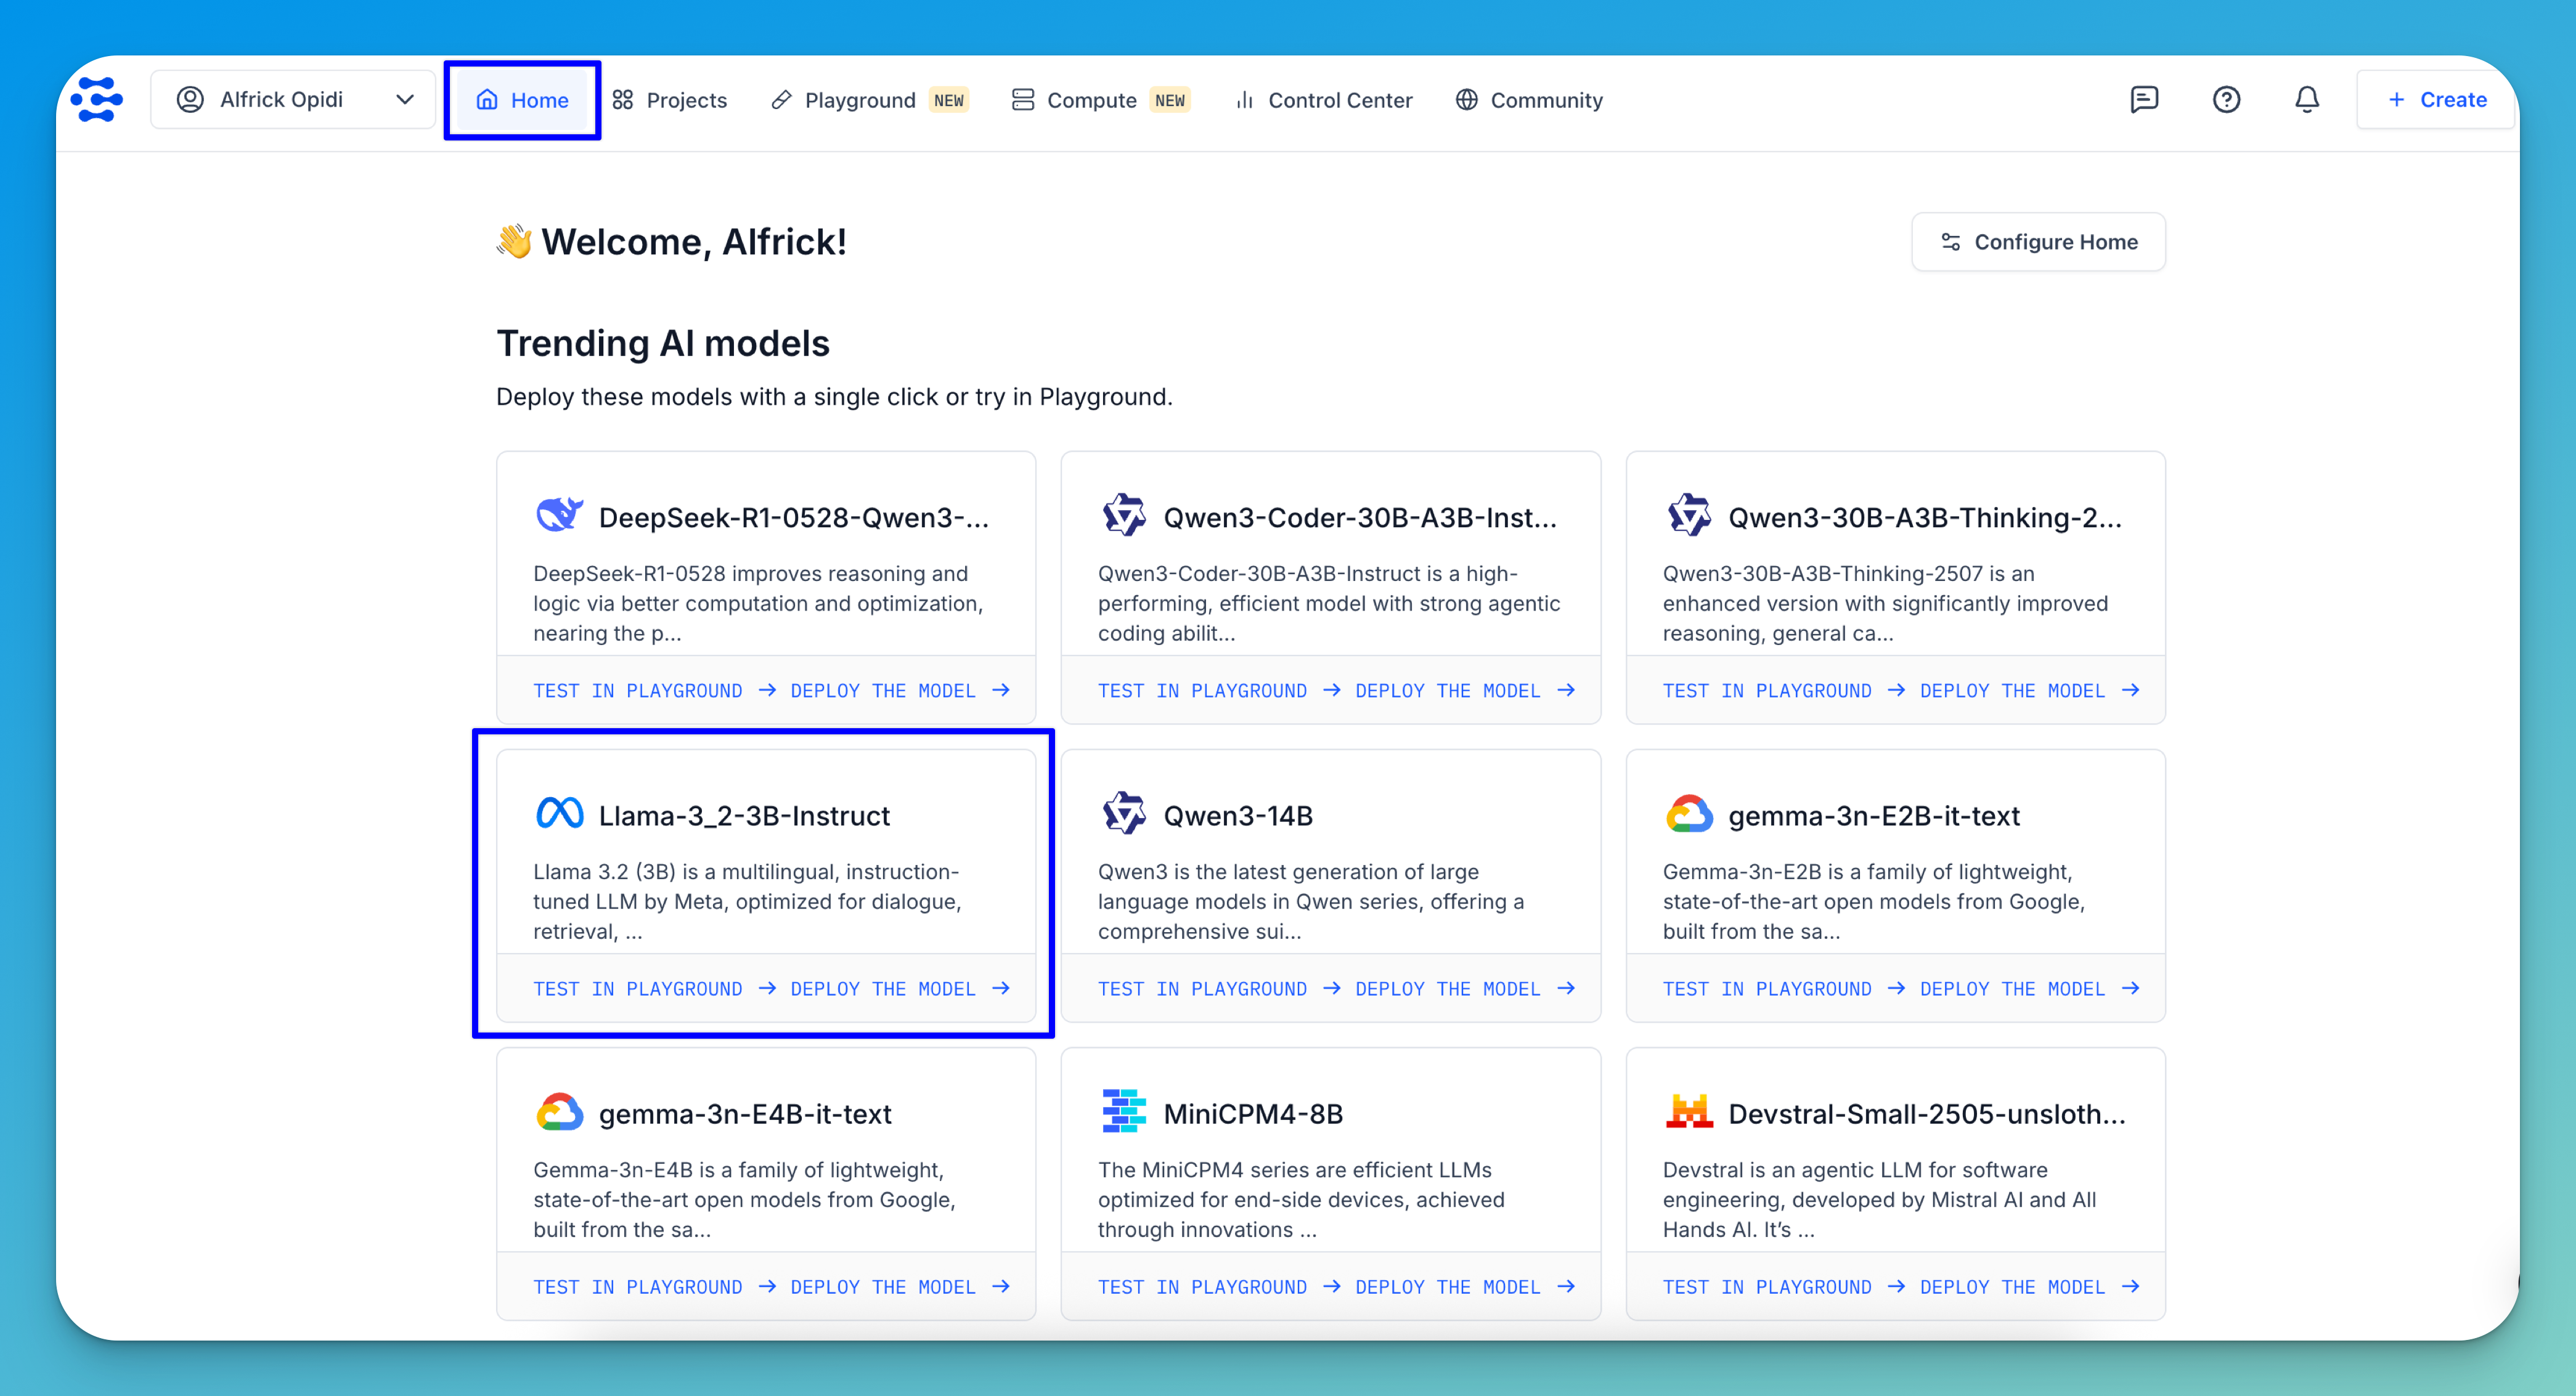 Alfrick Opidi
Home
Projects
Playground NEW
Compute NEW
Control Center
Community
+ Create
👋 Welcome, Alfrick!
Configure Home
Trending AI models
Deploy these models with a single click or try in Playground.
DeepSeek-R1-0528-Qwen3-...
DeepSeek-R1-0528 improves reasoning and
logic via better computation and optimization,
nearing the p...
TEST IN PLAYGROUND → DEPLOY THE MODEL →
Qwen3-Coder-30B-A3B-Inst...
Qwen3-Coder-30B-A3B-Instruct is a high-
performing, efficient model with strong agentic
coding abilit...
TEST IN PLAYGROUND → DEPLOY THE MODEL →
Qwen3-30B-A3B-Thinking-2...
Qwen3-30B-A3B-Thinking-2507 is an
enhanced version with significantly improved
reasoning, general ca...
TEST IN PLAYGROUND → DEPLOY THE MODEL →
Llama-3_2-3B-Instruct
Llama 3.2 (3B) is a multilingual, instruction-
tuned LLM by Meta, optimized for dialogue,
retrieval, ...
TEST IN PLAYGROUND → DEPLOY THE MODEL →
Qwen3-14B
Qwen3 is the latest generation of large
language models in Qwen series, offering a
comprehensive sui...
TEST IN PLAYGROUND → DEPLOY THE MODEL →
gemma-3n-E2B-it-text
Gemma-3n-E2B is a family of lightweight,
state-of-the-art open models from Google,
built from the sa...
TEST IN PLAYGROUND → DEPLOY THE MODEL →
gemma-3n-E4B-it-text
Gemma-3n-E4B is a family of lightweight,
state-of-the-art open models from Google,
built from the sa...
TEST IN PLAYGROUND → DEPLOY THE MODEL →
MiniCPM4-8B
The MiniCPM4 series are efficient LLMs
optimized for end-side devices, achieved
through innovations ...
TEST IN PLAYGROUND → DEPLOY THE MODEL →
Devstral-Small-2505-unsloth...
Devstral is an agentic LLM for software
engineering, developed by Mistral AI and All
Hands AI. It’s ...
TEST IN PLAYGROUND → DEPLOY THE MODEL →